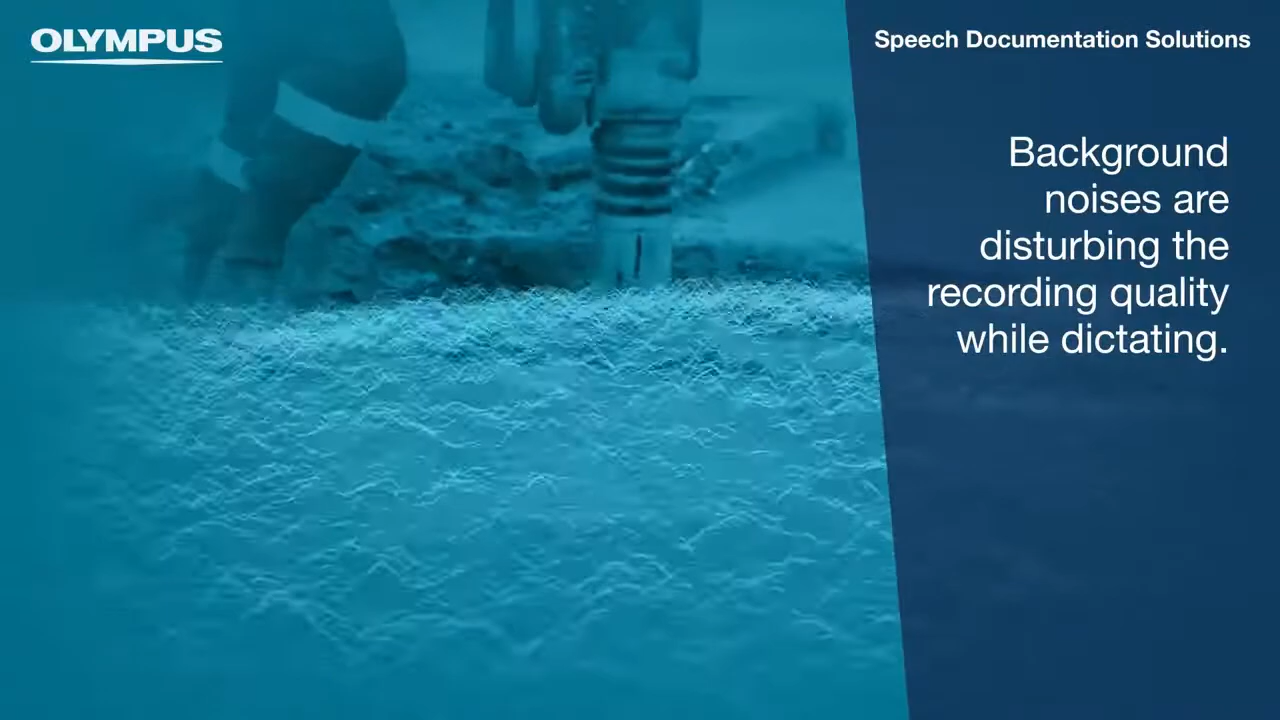 OLYMPUS
Speech Documentation Solutions
Background
noises are
disturbing the
recording quality
while dictating.